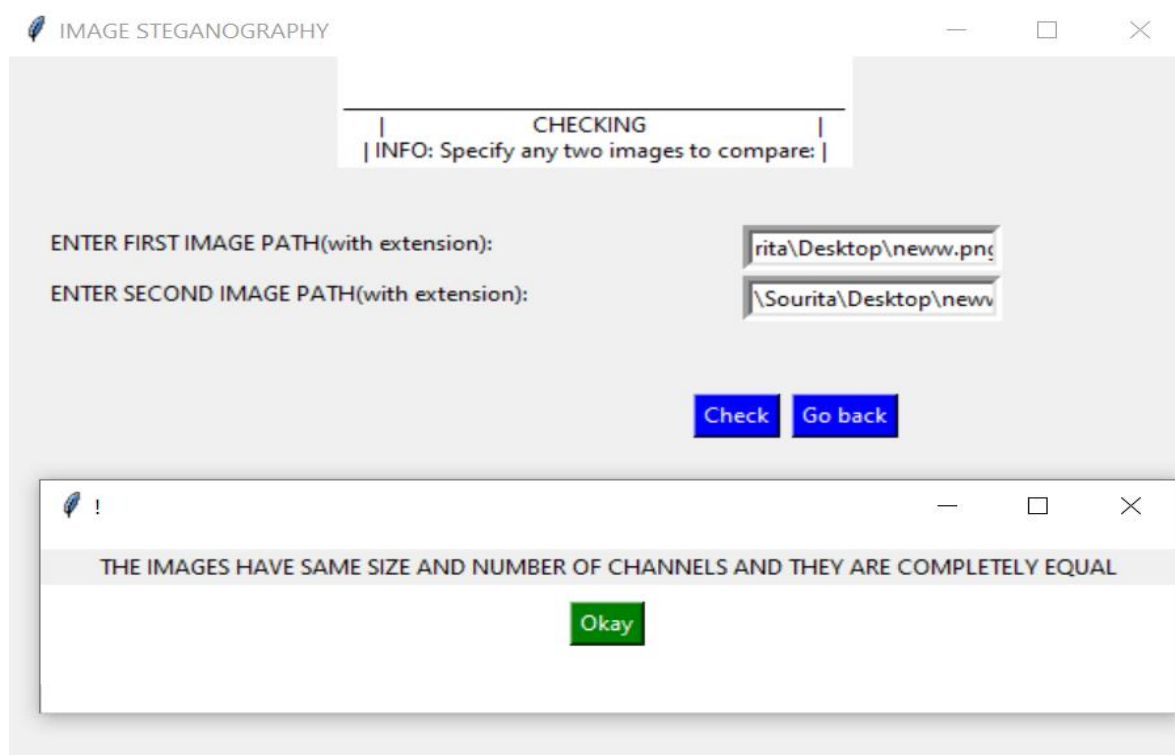 IMAGE STEGANOGRAPHY
| CHECKING |
| INFO: Specify any two images to compare: |
ENTER FIRST IMAGE PATH(with extension): rita\Desktop\neww.png
ENTER SECOND IMAGE PATH(with extension): \Sourita\Desktop\neww
Check Go back
!
THE IMAGES HAVE SAME SIZE AND NUMBER OF CHANNELS AND THEY ARE COMPLETELY EQUAL
Okay